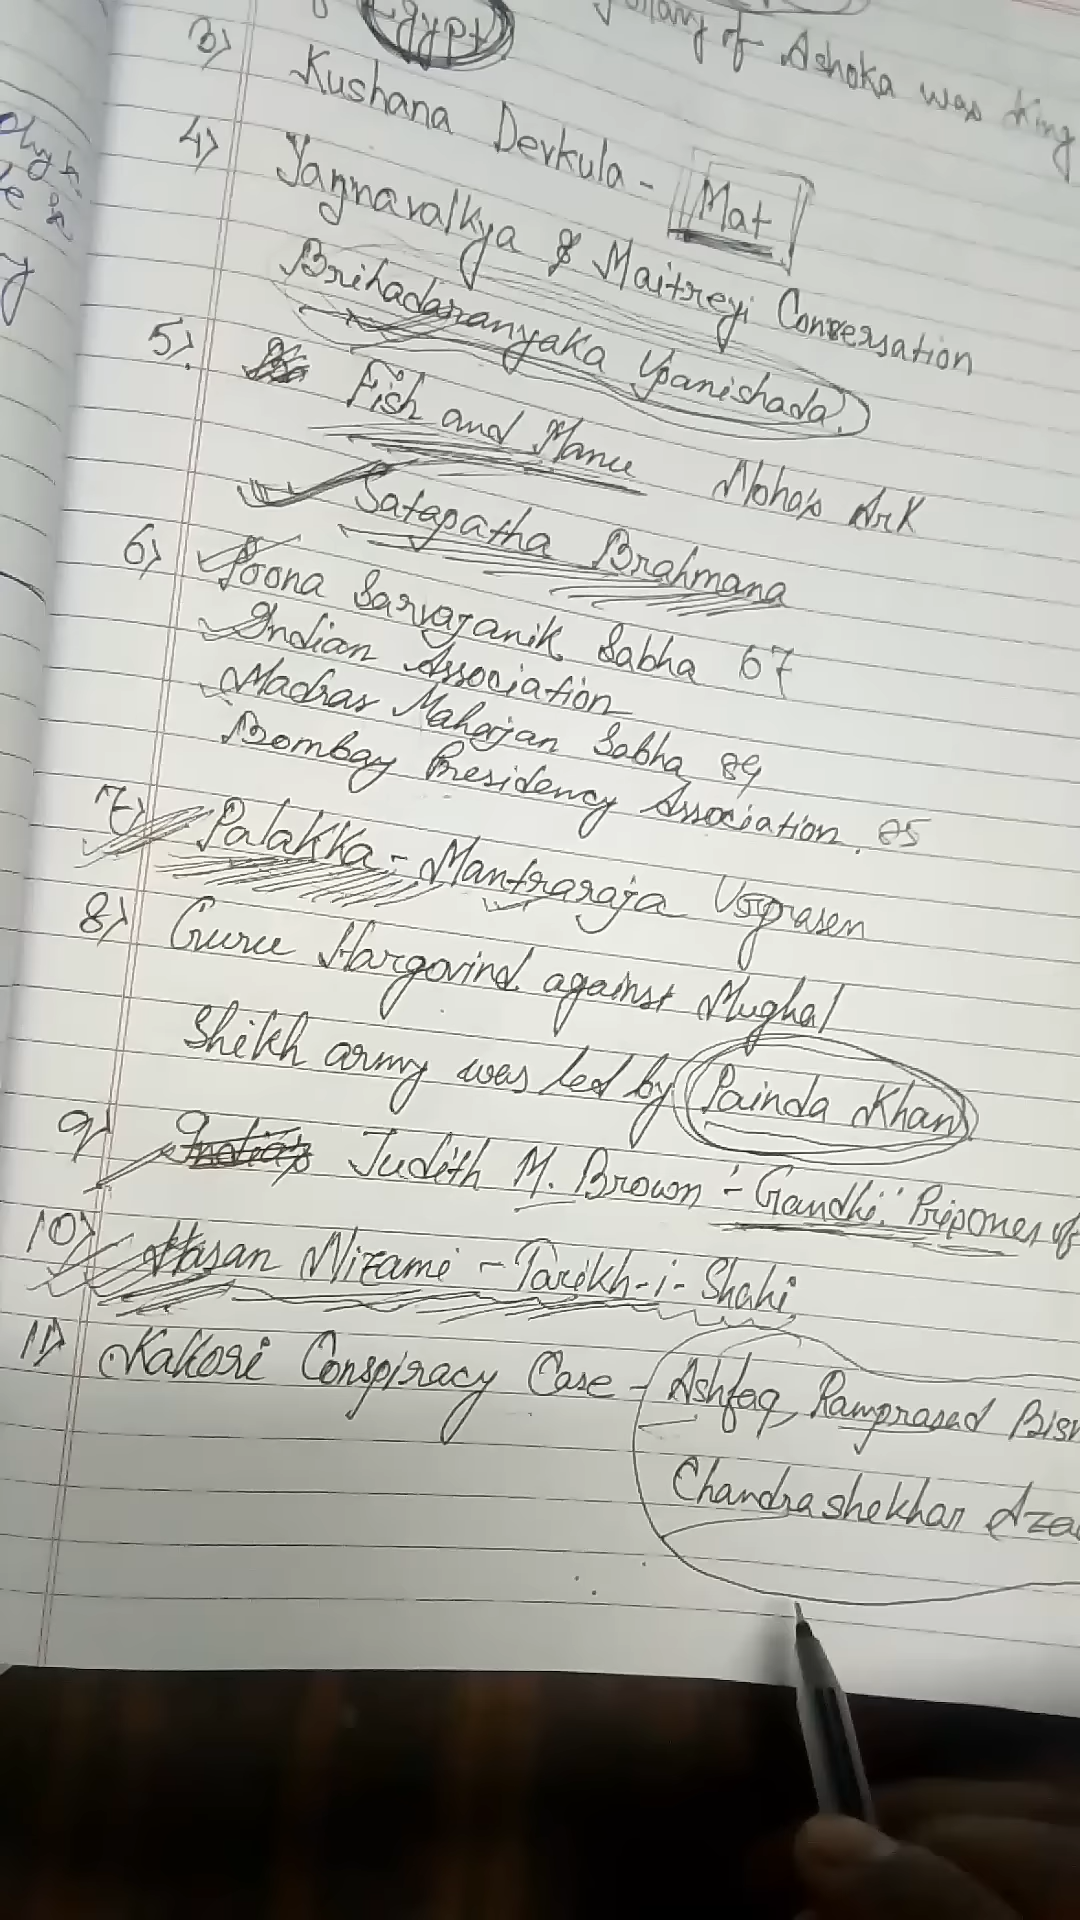 Egypt
of Ashoka was King
3) Kushana Devkula - Mat
4) Yagnavalkya & Maitreyi Conversation
Brihadaranyaka Upanishada.
5) Fish and Manu Noha's Ark
Satapatha Brahmana
6) Poona Sarvajanik Sabha 67
Indian Association
Madras Mahajan Sabha 84
Bombay Presidency Association. 85
7) Palakka - Mantraraja Uggrasen
8) Guru Hargovind against Mughal
Shikh army was led by Painda Khan
9) Judith M. Brown - Gandhi: Pripones of
10) Hasan Nizami - Tarikh-i-Shahi
11) Kakori Conspiracy Case - Ashfaq, Ramprasad Bism
Chandrashekhar Aza